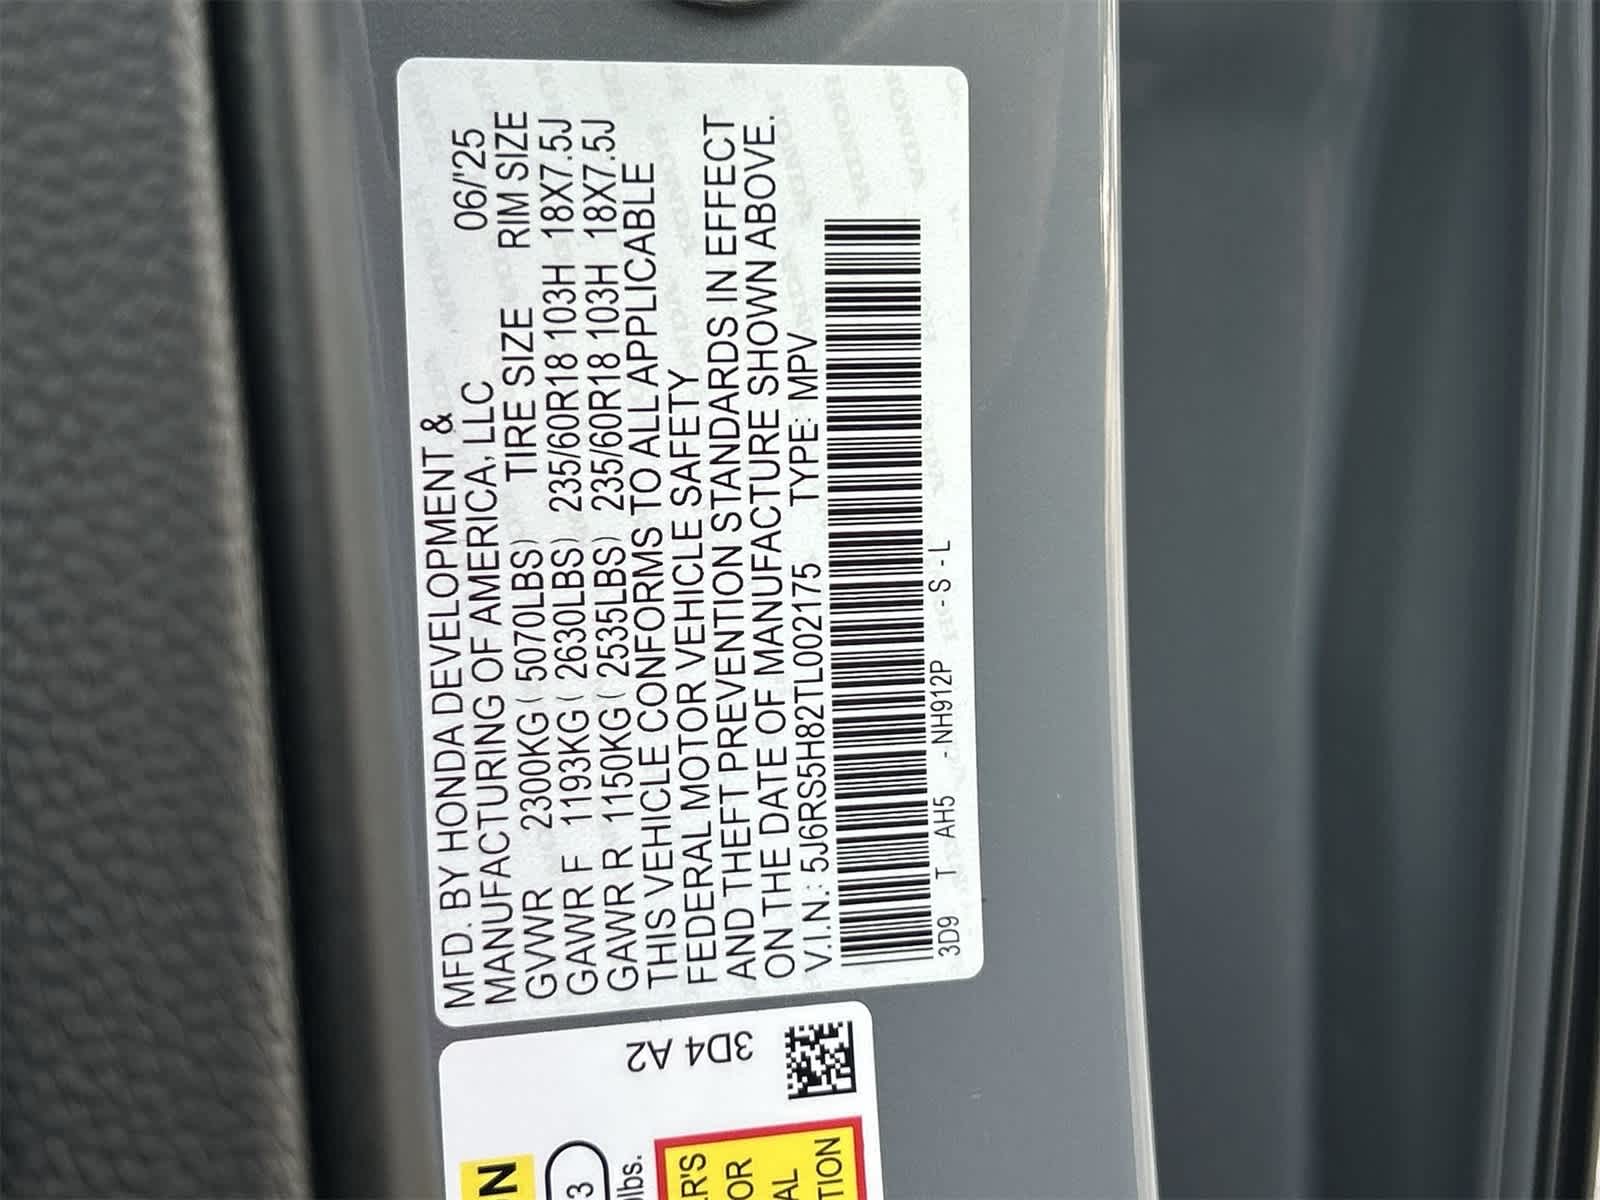 MFD. BY HONDA DEVELOPMENT &
MANUFACTURING OF AMERICA, LLC 06/'25
TIRE SIZE RIM SIZE
GVWR 2300KG ( 5070LBS)
GAWR F 1193KG ( 2630LBS) 235/60R18 103H 18X7.5J
GAWR R 1150KG ( 2535LBS) 235/60R18 103H 18X7.5J
THIS VEHICLE CONFORMS TO ALL APPLICABLE
FEDERAL MOTOR VEHICLE SAFETY
AND THEFT PREVENTION STANDARDS IN EFFECT
ON THE DATE OF MANUFACTURE SHOWN ABOVE.
V.I.N.: 5J6RS5H82TL002175 TYPE: MPV
3D9 T AH5 -NH912P - S - L
3D4 A2
3
lbs.